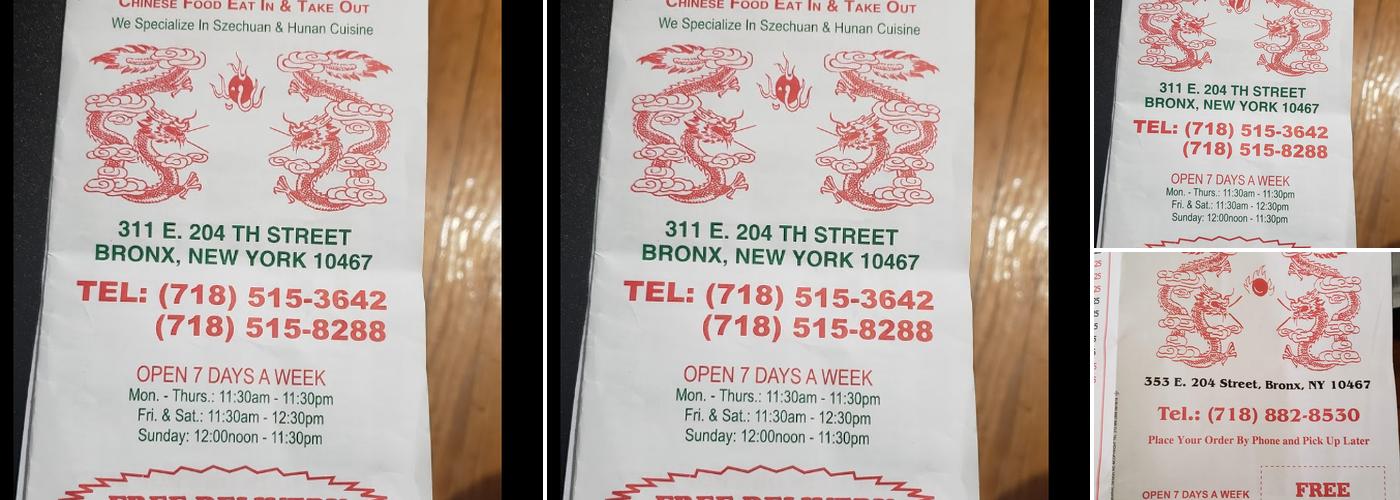 CHINESE FOOD EAT IN & TAKE OUT
We Specialize In Szechuan & Hunan Cuisine
311 E. 204 TH STREET
BRONX, NEW YORK 10467
TEL: (718) 515-3642
(718) 515-8288
OPEN 7 DAYS A WEEK
Mon. - Thurs.: 11:30am - 11:30pm
Fri. & Sat.: 11:30am - 12:30pm
Sunday: 12:00noon - 11:30pm
FREE DELIVERY
CHINESE FOOD EAT IN & TAKE OUT
We Specialize In Szechuan & Hunan Cuisine
311 E. 204 TH STREET
BRONX, NEW YORK 10467
TEL: (718) 515-3642
(718) 515-8288
OPEN 7 DAYS A WEEK
Mon. - Thurs.: 11:30am - 11:30pm
Fri. & Sat.: 11:30am - 12:30pm
Sunday: 12:00noon - 11:30pm
FREE DELIVERY
311 E. 204 TH STREET
BRONX, NEW YORK 10467
TEL: (718) 515-3642
(718) 515-8288
OPEN 7 DAYS A WEEK
Mon. - Thurs.: 11:30am - 11:30pm
Fri. & Sat.: 11:30am - 12:30pm
Sunday: 12:00noon - 11:30pm
353 E. 204 Street, Bronx, NY 10467
Tel.: (718) 882-8530
Place Your Order By Phone and Pick Up Later
FREE
OPEN 7 DAYS A WEEK